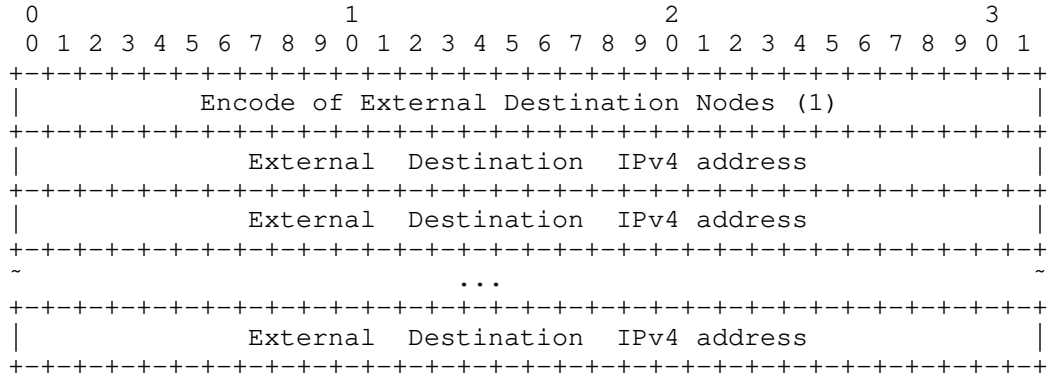 0                   1                   2                   3
 0 1 2 3 4 5 6 7 8 9 0 1 2 3 4 5 6 7 8 9 0 1 2 3 4 5 6 7 8 9 0 1
+-+-+-+-+-+-+-+-+-+-+-+-+-+-+-+-+-+-+-+-+-+-+-+-+-+-+-+-+-+-+-+-+
|           Encode of External Destination Nodes (1)            |
+-+-+-+-+-+-+-+-+-+-+-+-+-+-+-+-+-+-+-+-+-+-+-+-+-+-+-+-+-+-+-+-+
|              External  Destination  IPv4 address              |
+-+-+-+-+-+-+-+-+-+-+-+-+-+-+-+-+-+-+-+-+-+-+-+-+-+-+-+-+-+-+-+-+
|              External  Destination  IPv4 address              |
+-+-+-+-+-+-+-+-+-+-+-+-+-+-+-+-+-+-+-+-+-+-+-+-+-+-+-+-+-+-+-+-+
~                           ...                                 ~
+-+-+-+-+-+-+-+-+-+-+-+-+-+-+-+-+-+-+-+-+-+-+-+-+-+-+-+-+-+-+-+-+
|              External  Destination  IPv4 address              |
+-+-+-+-+-+-+-+-+-+-+-+-+-+-+-+-+-+-+-+-+-+-+-+-+-+-+-+-+-+-+-+-+